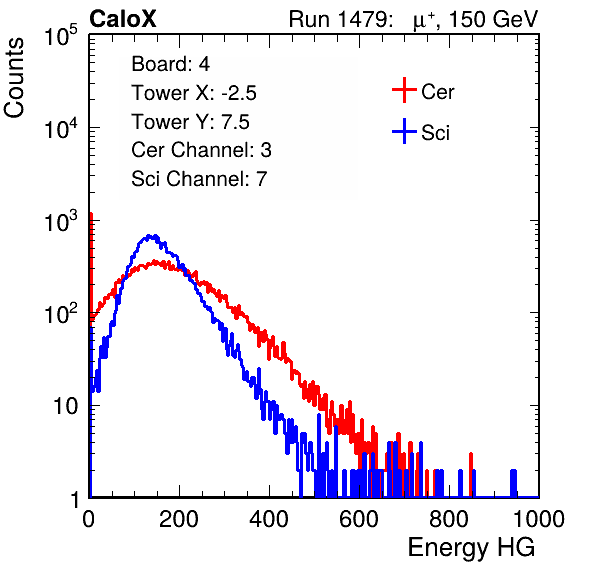 CaloX Run 1479: μ⁺, 150 GeV
Counts
Board: 4
Tower X: -2.5
Tower Y: 7.5
Cer Channel: 3
Sci Channel: 7
Cer
Sci
10⁵
10⁴
10³
10²
10
1
0 200 400 600 800 1000
Energy HG